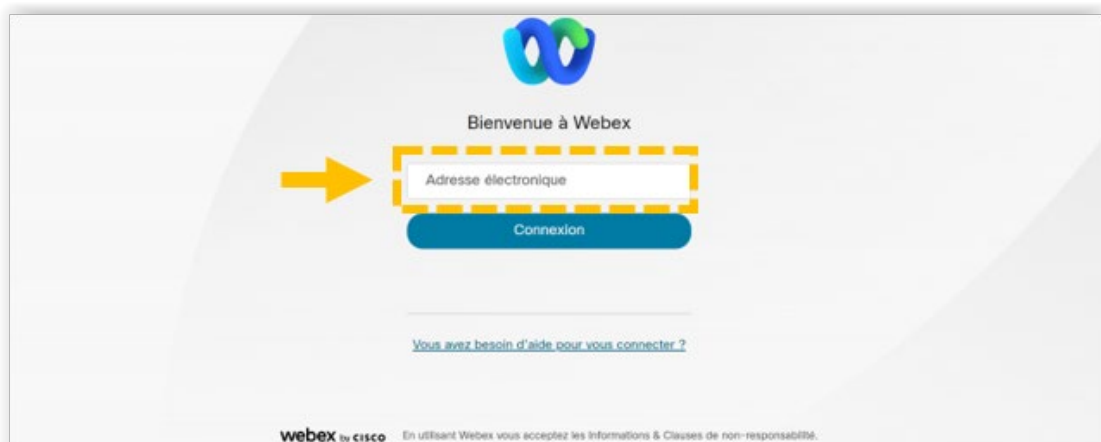 Bienvenue à Webex
Adresse électronique
Connexion
Vous avez besoin d'aide pour vous connecter ?
webex by CISCO En utilisant Webex vous acceptez les Informations & Clauses de non-responsabilité.